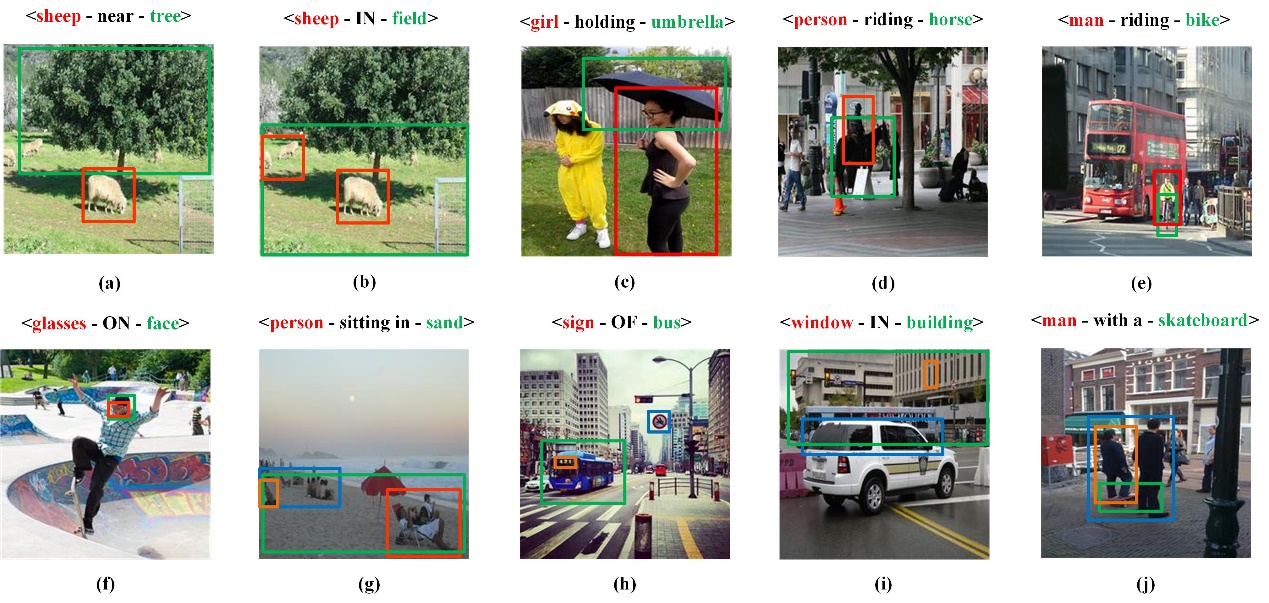 <sheep - near - tree>
<sheep - IN - field>
<girl - holding - umbrella>
<person - riding - horse>
<man - riding - bike>
(a)
(b)
(c)
(d)
(e)
<glasses - ON - face>
<person - sitting in - sand>
<sign - OF - bus>
<window - IN - building>
<man - with a - skateboard>
(f)
(g)
(h)
(i)
(j)